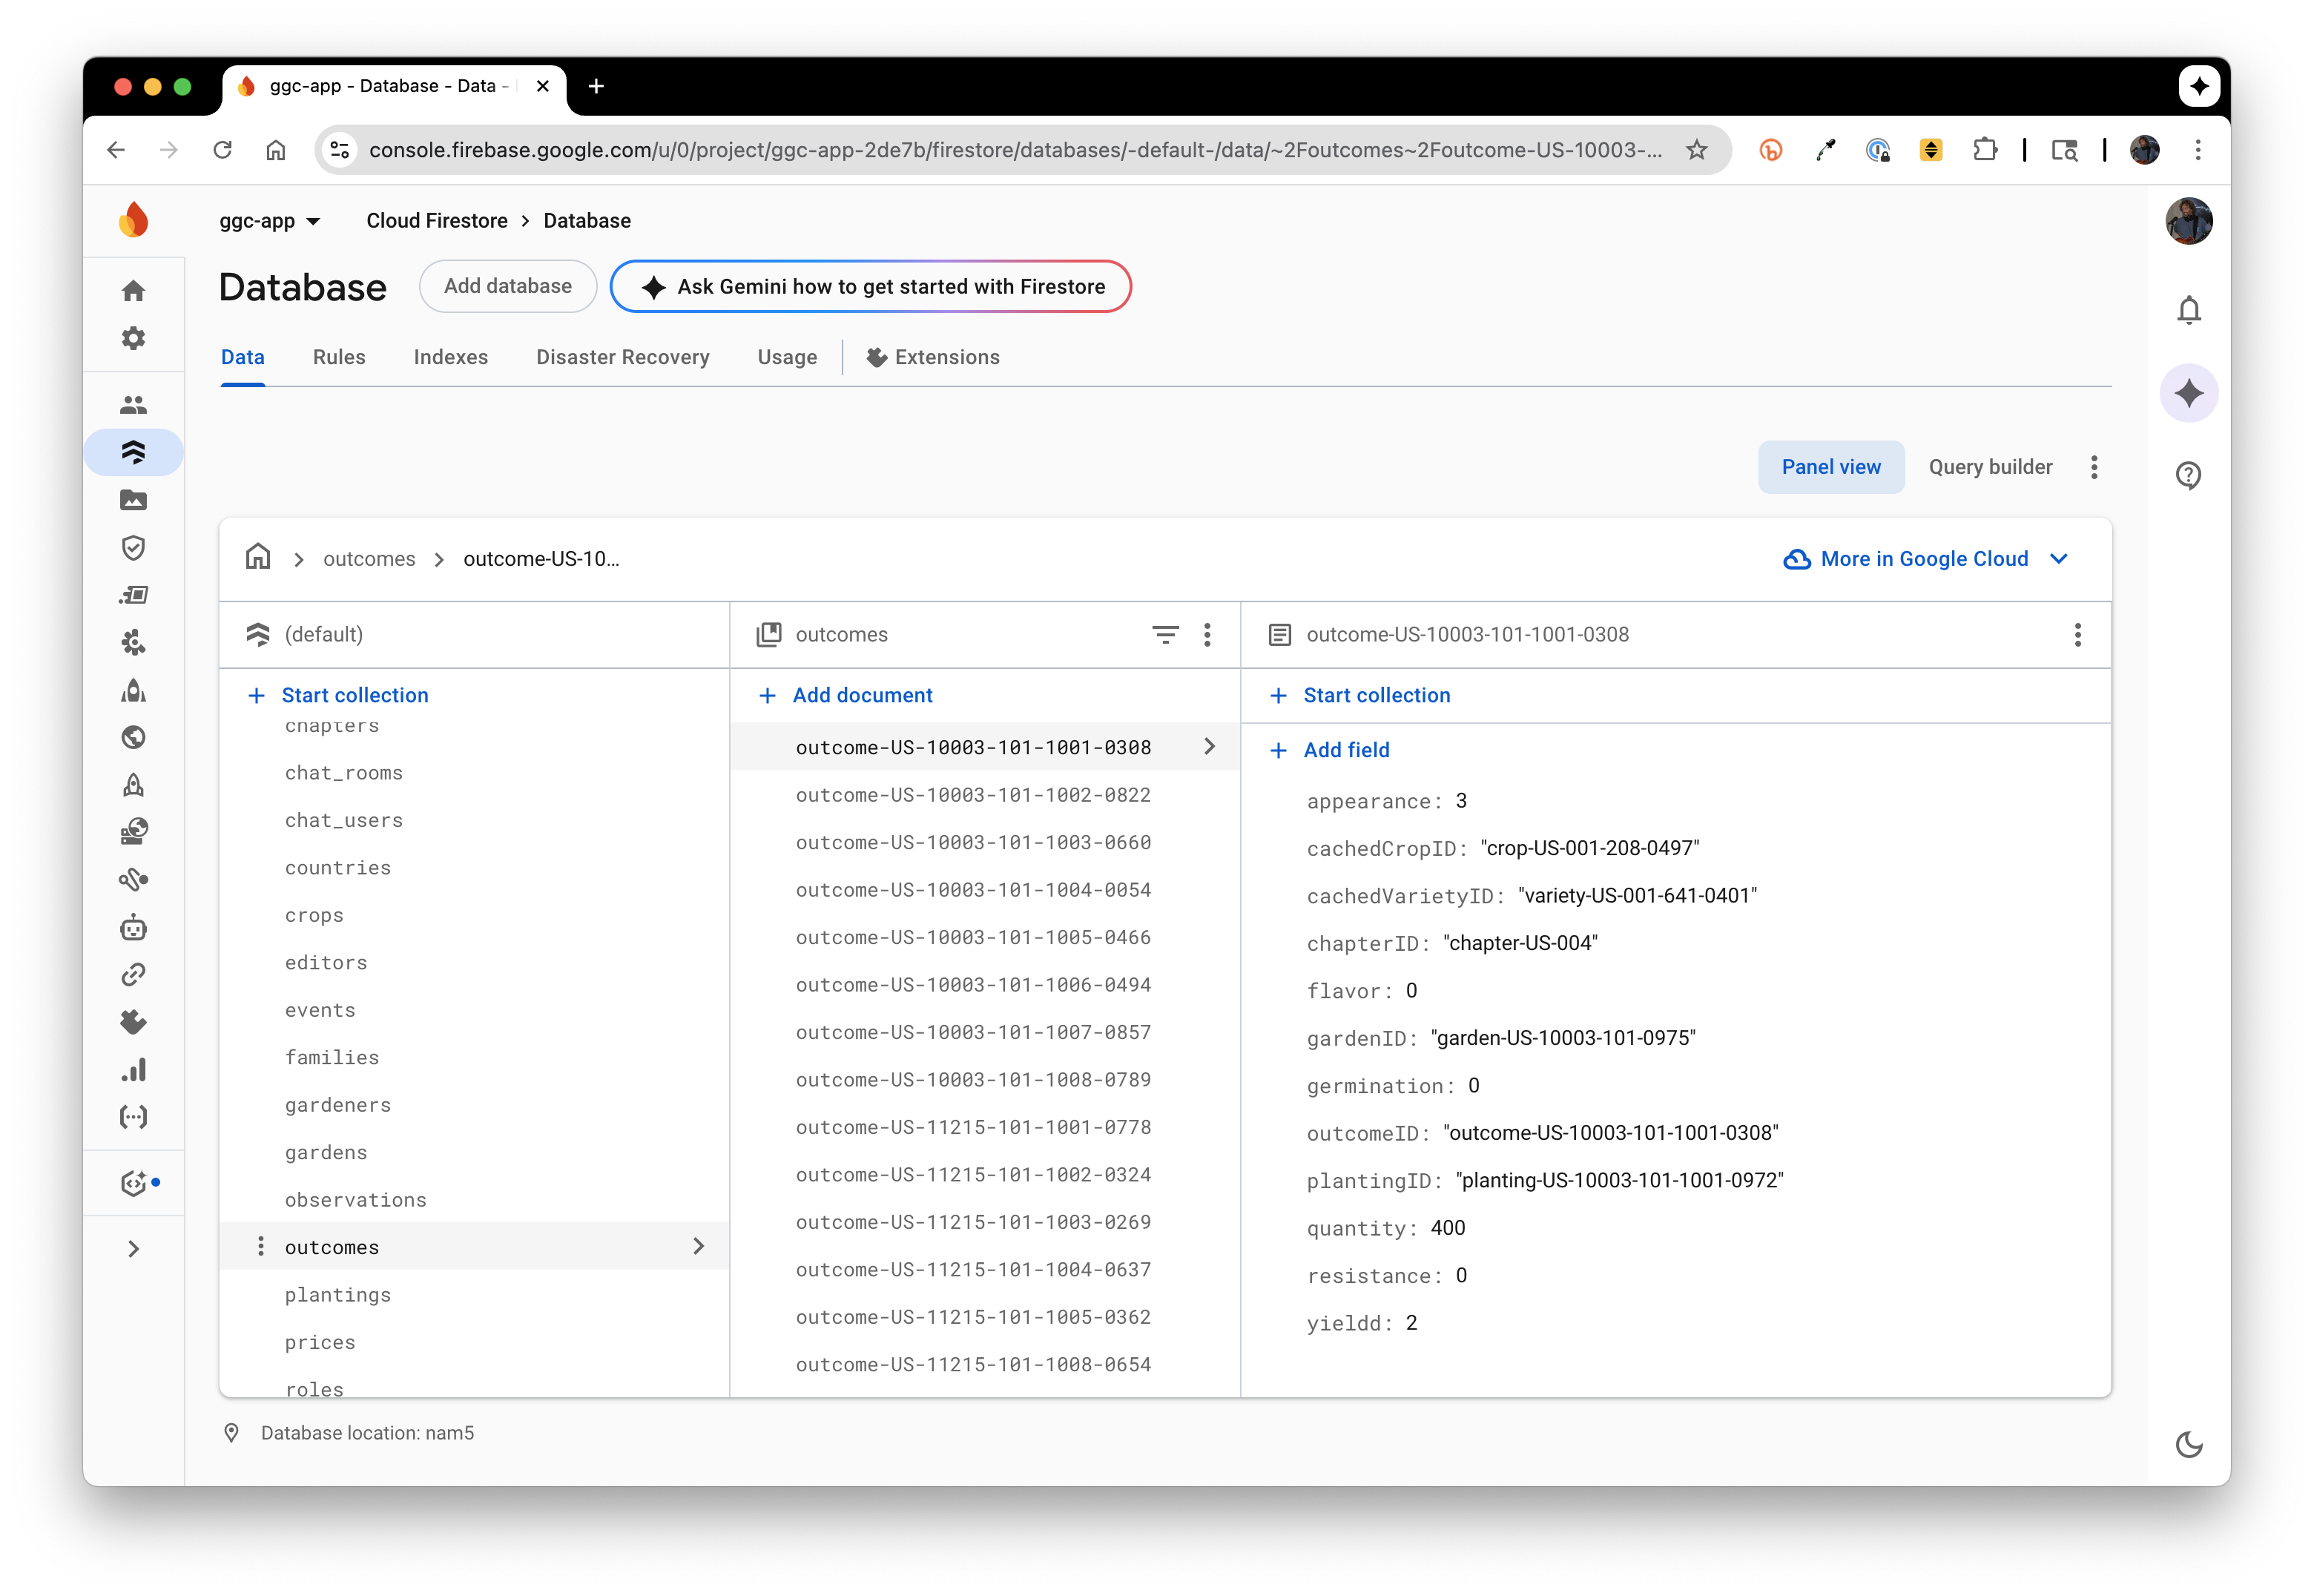 ggc-app - Database - Data -
console.firebase.google.com/u/0/project/ggc-app-2de7b/firestore/databases/-default-/data/~2Foutcomes~2Foutcome-US-10003-...
ggc-app
Cloud Firestore > Database
Database
Add database
Ask Gemini how to get started with Firestore
Data
Rules
Indexes
Disaster Recovery
Usage
Extensions
Panel view
Query builder
outcomes
outcome-US-10...
More in Google Cloud
(default)
Start collection
chapters
chat_rooms
chat_users
countries
crops
editors
events
families
gardeners
gardens
observations
outcomes
plantings
prices
roles
outcomes
Add document
outcome-US-10003-101-1001-0308
outcome-US-10003-101-1002-0822
outcome-US-10003-101-1003-0660
outcome-US-10003-101-1004-0054
outcome-US-10003-101-1005-0466
outcome-US-10003-101-1006-0494
outcome-US-10003-101-1007-0857
outcome-US-10003-101-1008-0789
outcome-US-11215-101-1001-0778
outcome-US-11215-101-1002-0324
outcome-US-11215-101-1003-0269
outcome-US-11215-101-1004-0637
outcome-US-11215-101-1005-0362
outcome-US-11215-101-1008-0654
outcome-US-10003-101-1001-0308
Start collection
Add field
appearance: 3
cachedCropID: "crop-US-001-208-0497"
cachedVarietyID: "variety-US-001-641-0401"
chapterID: "chapter-US-004"
flavor: 0
gardenID: "garden-US-10003-101-0975"
germination: 0
outcomeID: "outcome-US-10003-101-1001-0308"
plantingID: "planting-US-10003-101-1001-0972"
quantity: 400
resistance: 0
yieldd: 2
Database location: nam5